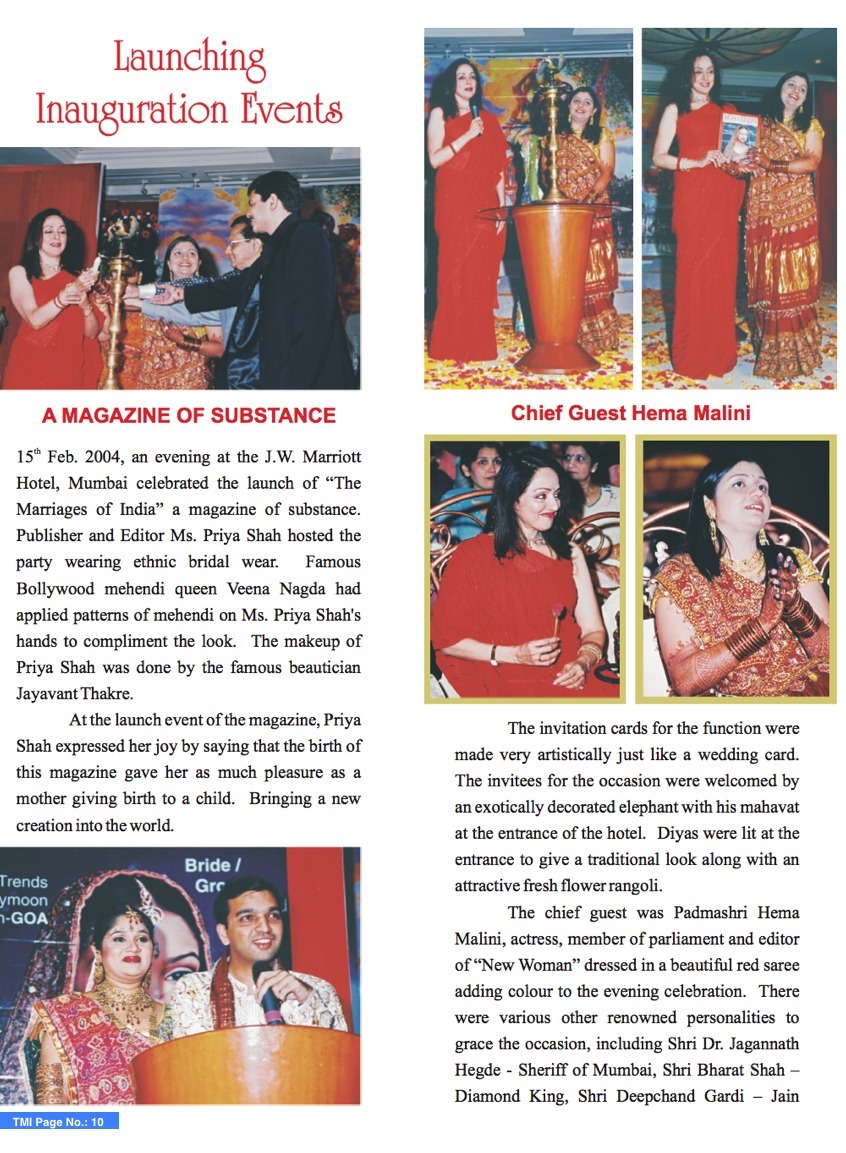 Launching
Inauguration Events
A MAGAZINE OF SUBSTANCE
15th Feb. 2004, an evening at the J.W. Marriott
Hotel, Mumbai celebrated the launch of “The
Marriages of India” a magazine of substance.
Publisher and Editor Ms. Priya Shah hosted the
party wearing ethnic bridal wear. Famous
Bollywood mehendi queen Veena Nagda had
applied patterns of mehendi on Ms. Priya Shah's
hands to compliment the look. The makeup of
Priya Shah was done by the famous beautician
Jayavant Thakre.
At the launch event of the magazine, Priya
Shah expressed her joy by saying that the birth of
this magazine gave her as much pleasure as a
mother giving birth to a child. Bringing a new
creation into the world.
Trends
ymoon
n-GOA
Bride /
Gro
TMI Page No.: 10
Chief Guest Hema Malini
The invitation cards for the function were
made very artistically just like a wedding card.
The invitees for the occasion were welcomed by
an exotically decorated elephant with his mahavat
at the entrance of the hotel. Diyas were lit at the
entrance to give a traditional look along with an
attractive fresh flower rangoli.
The chief guest was Padmashri Hema
Malini, actress, member of parliament and editor
of “New Woman” dressed in a beautiful red saree
adding colour to the evening celebration. There
were various other renowned personalities to
grace the occasion, including Shri Dr. Jagannath
Hegde - Sheriff of Mumbai, Shri Bharat Shah –
Diamond King, Shri Deepchand Gardi – Jain